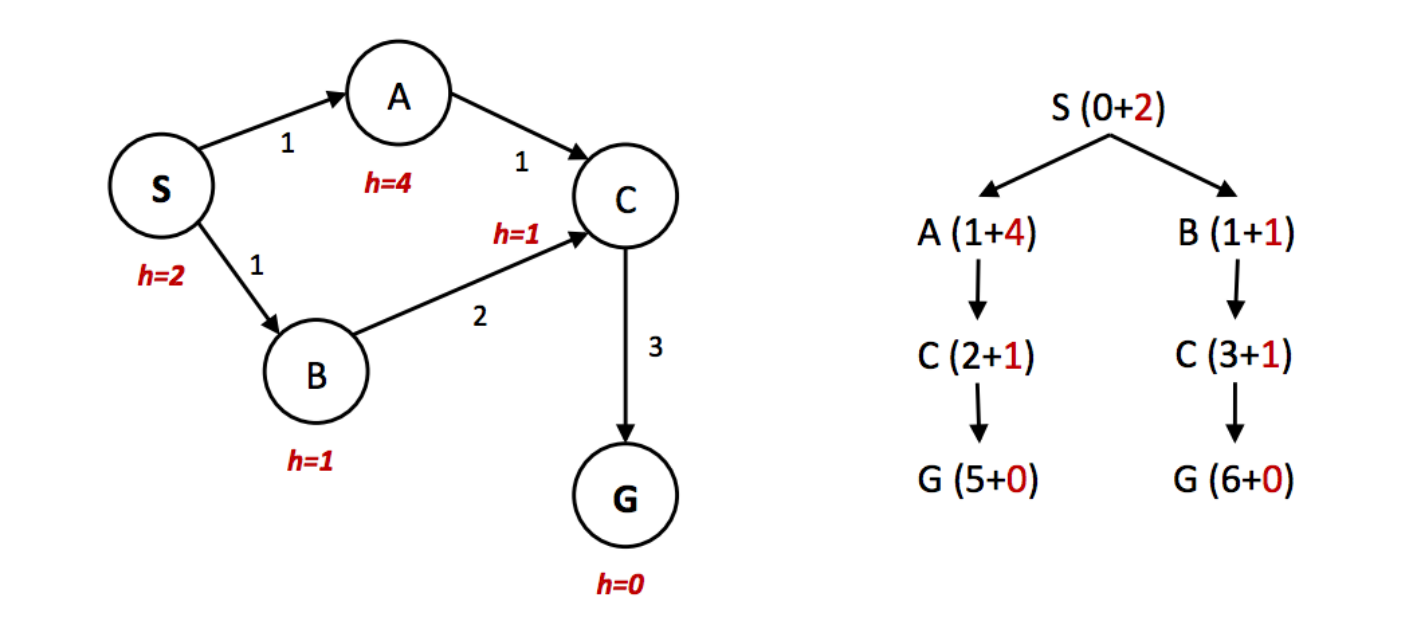 A
1
h=4
S
h=2
1
1
C
h=1
2
B
h=1
3
G
h=0
S (0+2)
A (1+4)
B (1+1)
C (2+1)
C (3+1)
G (5+0)
G (6+0)